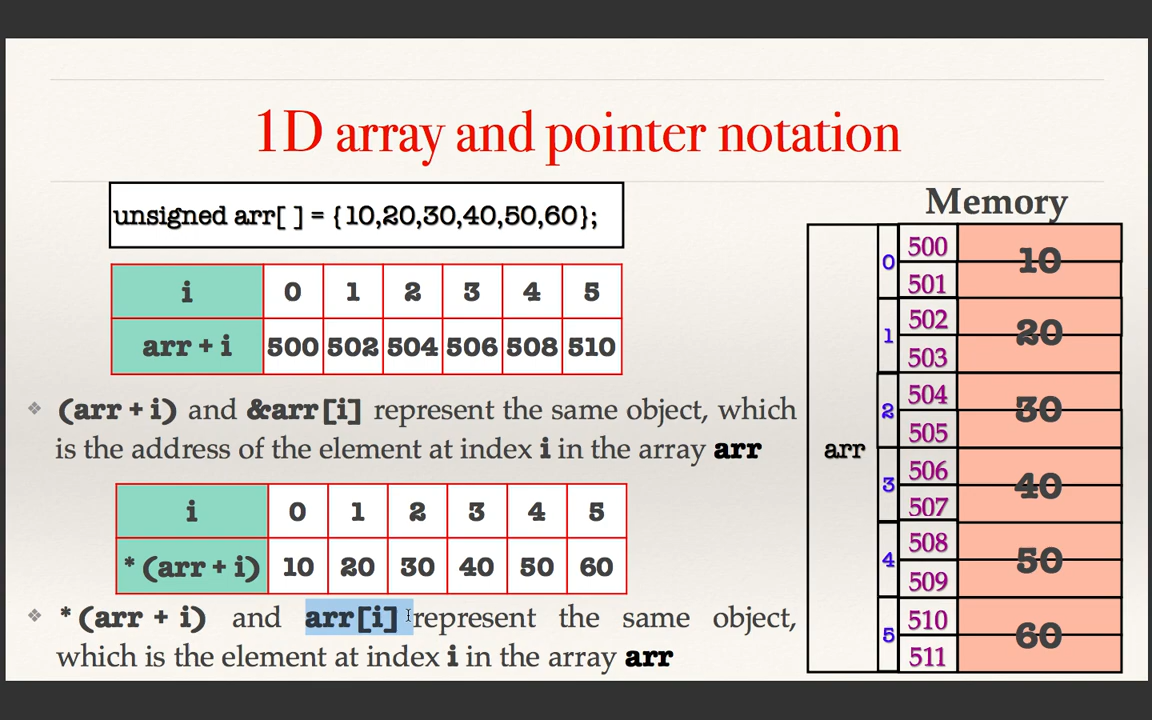 1D array and pointer notation
unsigned arr[ ] = {10,20,30,40,50,60};
i 0 1 2 3 4 5
arr + i 500 502 504 506 508 510
❖ (arr + i) and &arr[i] represent the same object, which
is the address of the element at index i in the array arr
i 0 1 2 3 4 5
*(arr + i) 10 20 30 40 50 60
❖ *(arr + i) and arr[i] represent the same object,
which is the element at index i in the array arr
Memory
arr
0 500 10
501
1 502 20
503
2 504 30
505
3 506 40
507
4 508 50
509
5 510 60
511